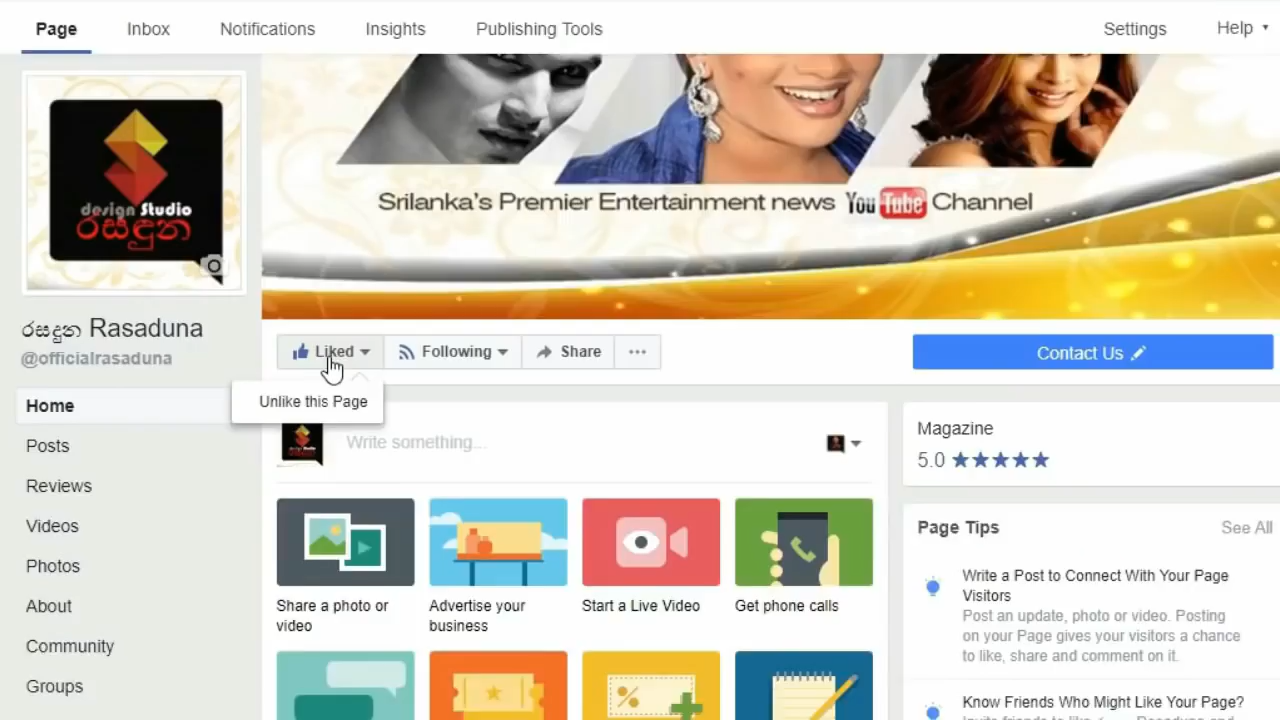 Page Inbox Notifications Insights Publishing Tools Settings Help
design Studio
රසඳුන
Srilanka's Premier Entertainment news YouTube Channel
රසඳුන Rasaduna
@officialrasaduna
Liked Following Share ...
Contact Us
Unlike this Page
Home
Posts
Reviews
Videos
Photos
About
Community
Groups
Write something...
Share a photo or
video
Advertise your
business
Start a Live Video
Get phone calls
Magazine
5.0
Page Tips See All
Write a Post to Connect With Your Page
Visitors
Post an update, photo or video. Posting
on your Page gives your visitors a chance
to like, share and comment on it.
Know Friends Who Might Like Your Page?